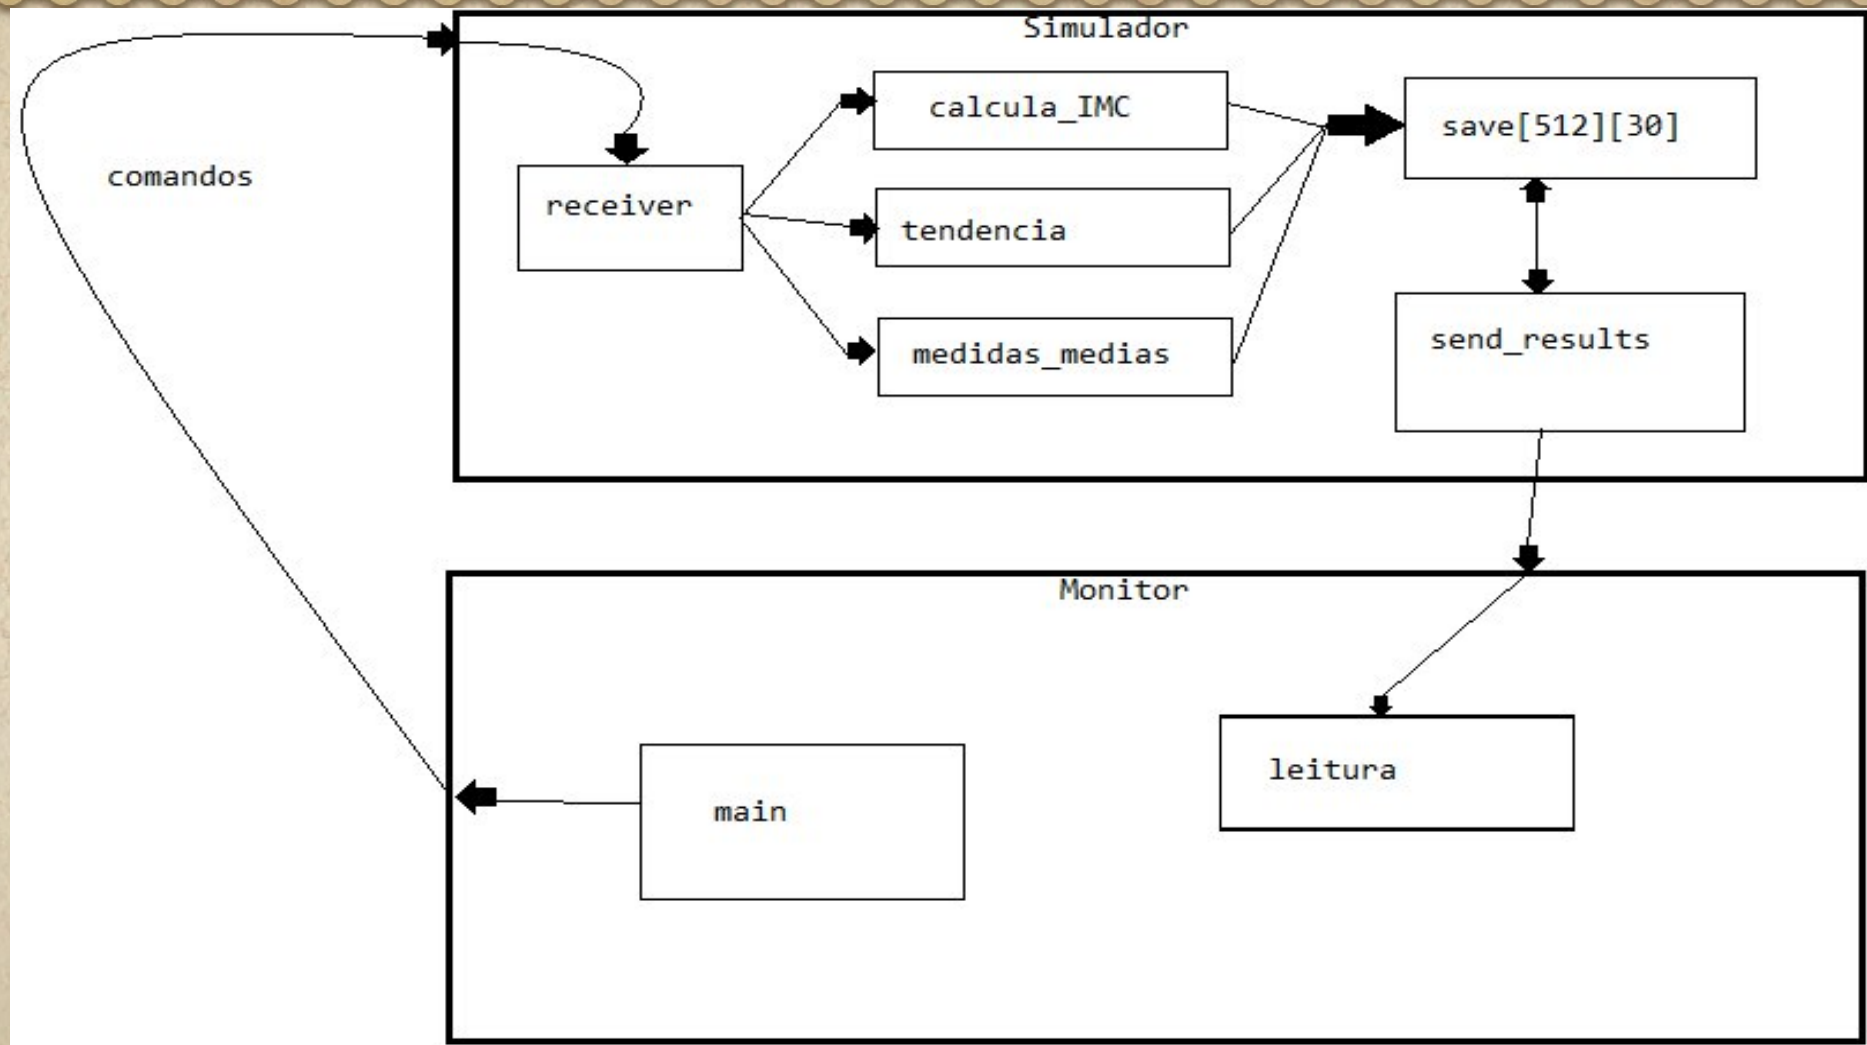 Simulador
calcula_IMC
save[512][30]
comandos
receiver
tendencia
send_results
medidas_medias
Monitor
leitura
main